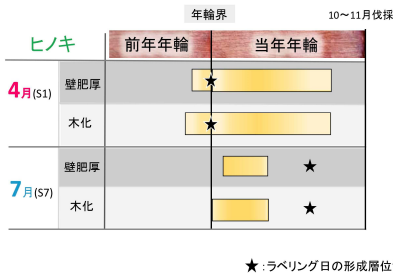 年輪界
10〜11月伐採
ヒノキ
前年年輪
当年年輪
4月(S1)
壁肥厚
木化
7月(S7)
壁肥厚
木化
★:ラベリング日の形成層位